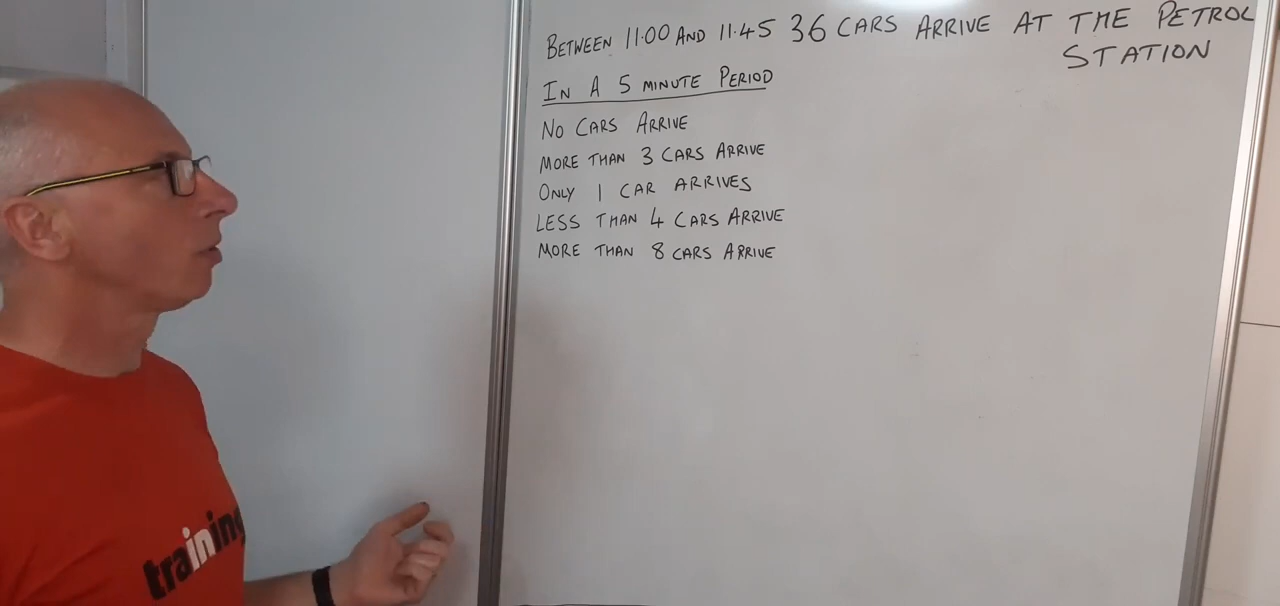 BETWEEN 11.00 AND 11.45 36 CARS ARRIVE AT THE PETROL
STATION
IN A 5 MINUTE PERIOD
NO CARS ARRIVE
MORE THAN 3 CARS ARRIVE
ONLY 1 CAR ARRIVES
LESS THAN 4 CARS ARRIVE
MORE THAN 8 CARS ARRIVE
training